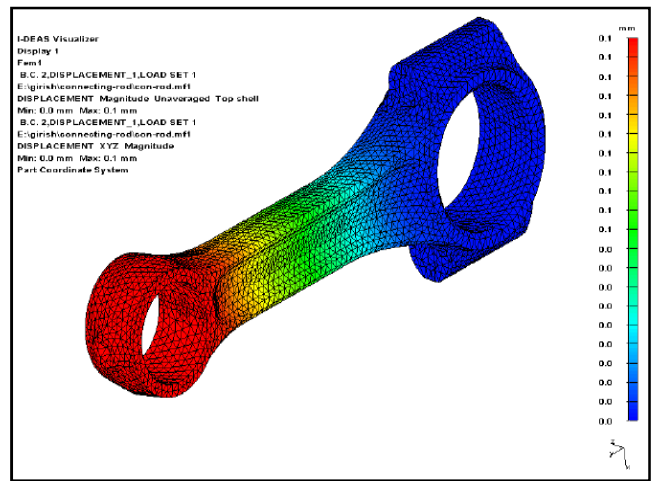 I-DEAS Visualizer
Display 1
Fem1
B.C. 2,DISPLACEMENT_1,LOAD SET 1
E:\girish\connecting-rod\con-rod.mf1
DISPLACEMENT Magnitude Unaveraged Top shell
Min: 0.0 mm Max: 0.1 mm
B.C. 2,DISPLACEMENT_1,LOAD SET 1
E:\girish\connecting-rod\con-rod.mf1
DISPLACEMENT XYZ Magnitude
Min: 0.0 mm Max: 0.1 mm
Part Coordinate System
mm
0.1
0.1
0.1
0.1
0.1
0.1
0.1
0.1
0.1
0.1
0.1
0.0
0.0
0.0
0.0
0.0
0.0
0.0
0.0
0.0
0.0